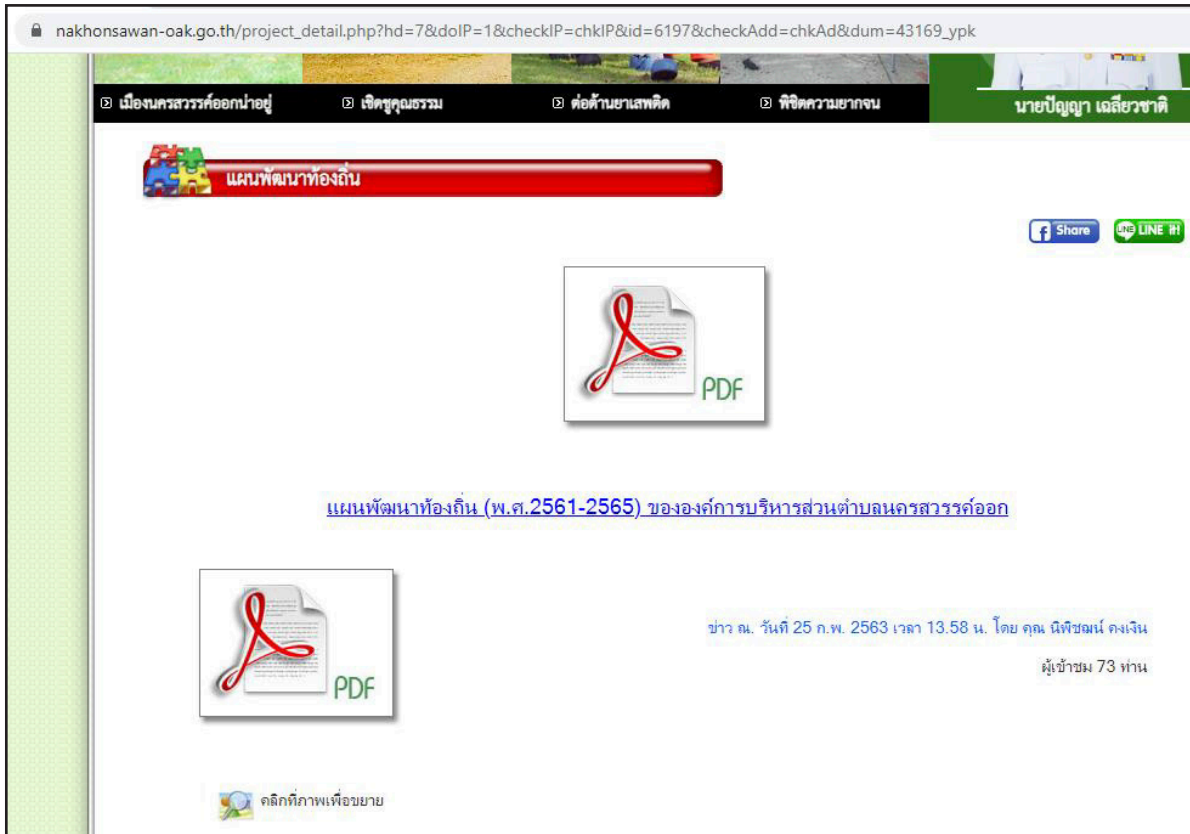 nakhonsawan-oak.go.th/project_detail.php?hd=7&doIP=1&checkIP=chkIP&id=6197&checkAdd=chkAd&dum=43169_ypk
เมืองนครสวรรค์ออกน่าอยู่ เชิดชูคุณธรรม ต่อต้านยาเสพติด พิชิตความยากจน นายปัญญา เฉลียวชาติ
แผนพัฒนาท้องถิ่น
f Share LINE LINE it!
PDF
แผนพัฒนาท้องถิ่น (พ.ศ.2561-2565) ขององค์การบริหารส่วนตำบลนครสวรรค์ออก
ข่าว ณ. วันที่ 25 ก.พ. 2563 เวลา 13.58 น. โดย คุณ นิพิชฌน์ คงเงิน
ผู้เข้าชม 73 ท่าน
PDF
คลิกที่ภาพเพื่อขยาย